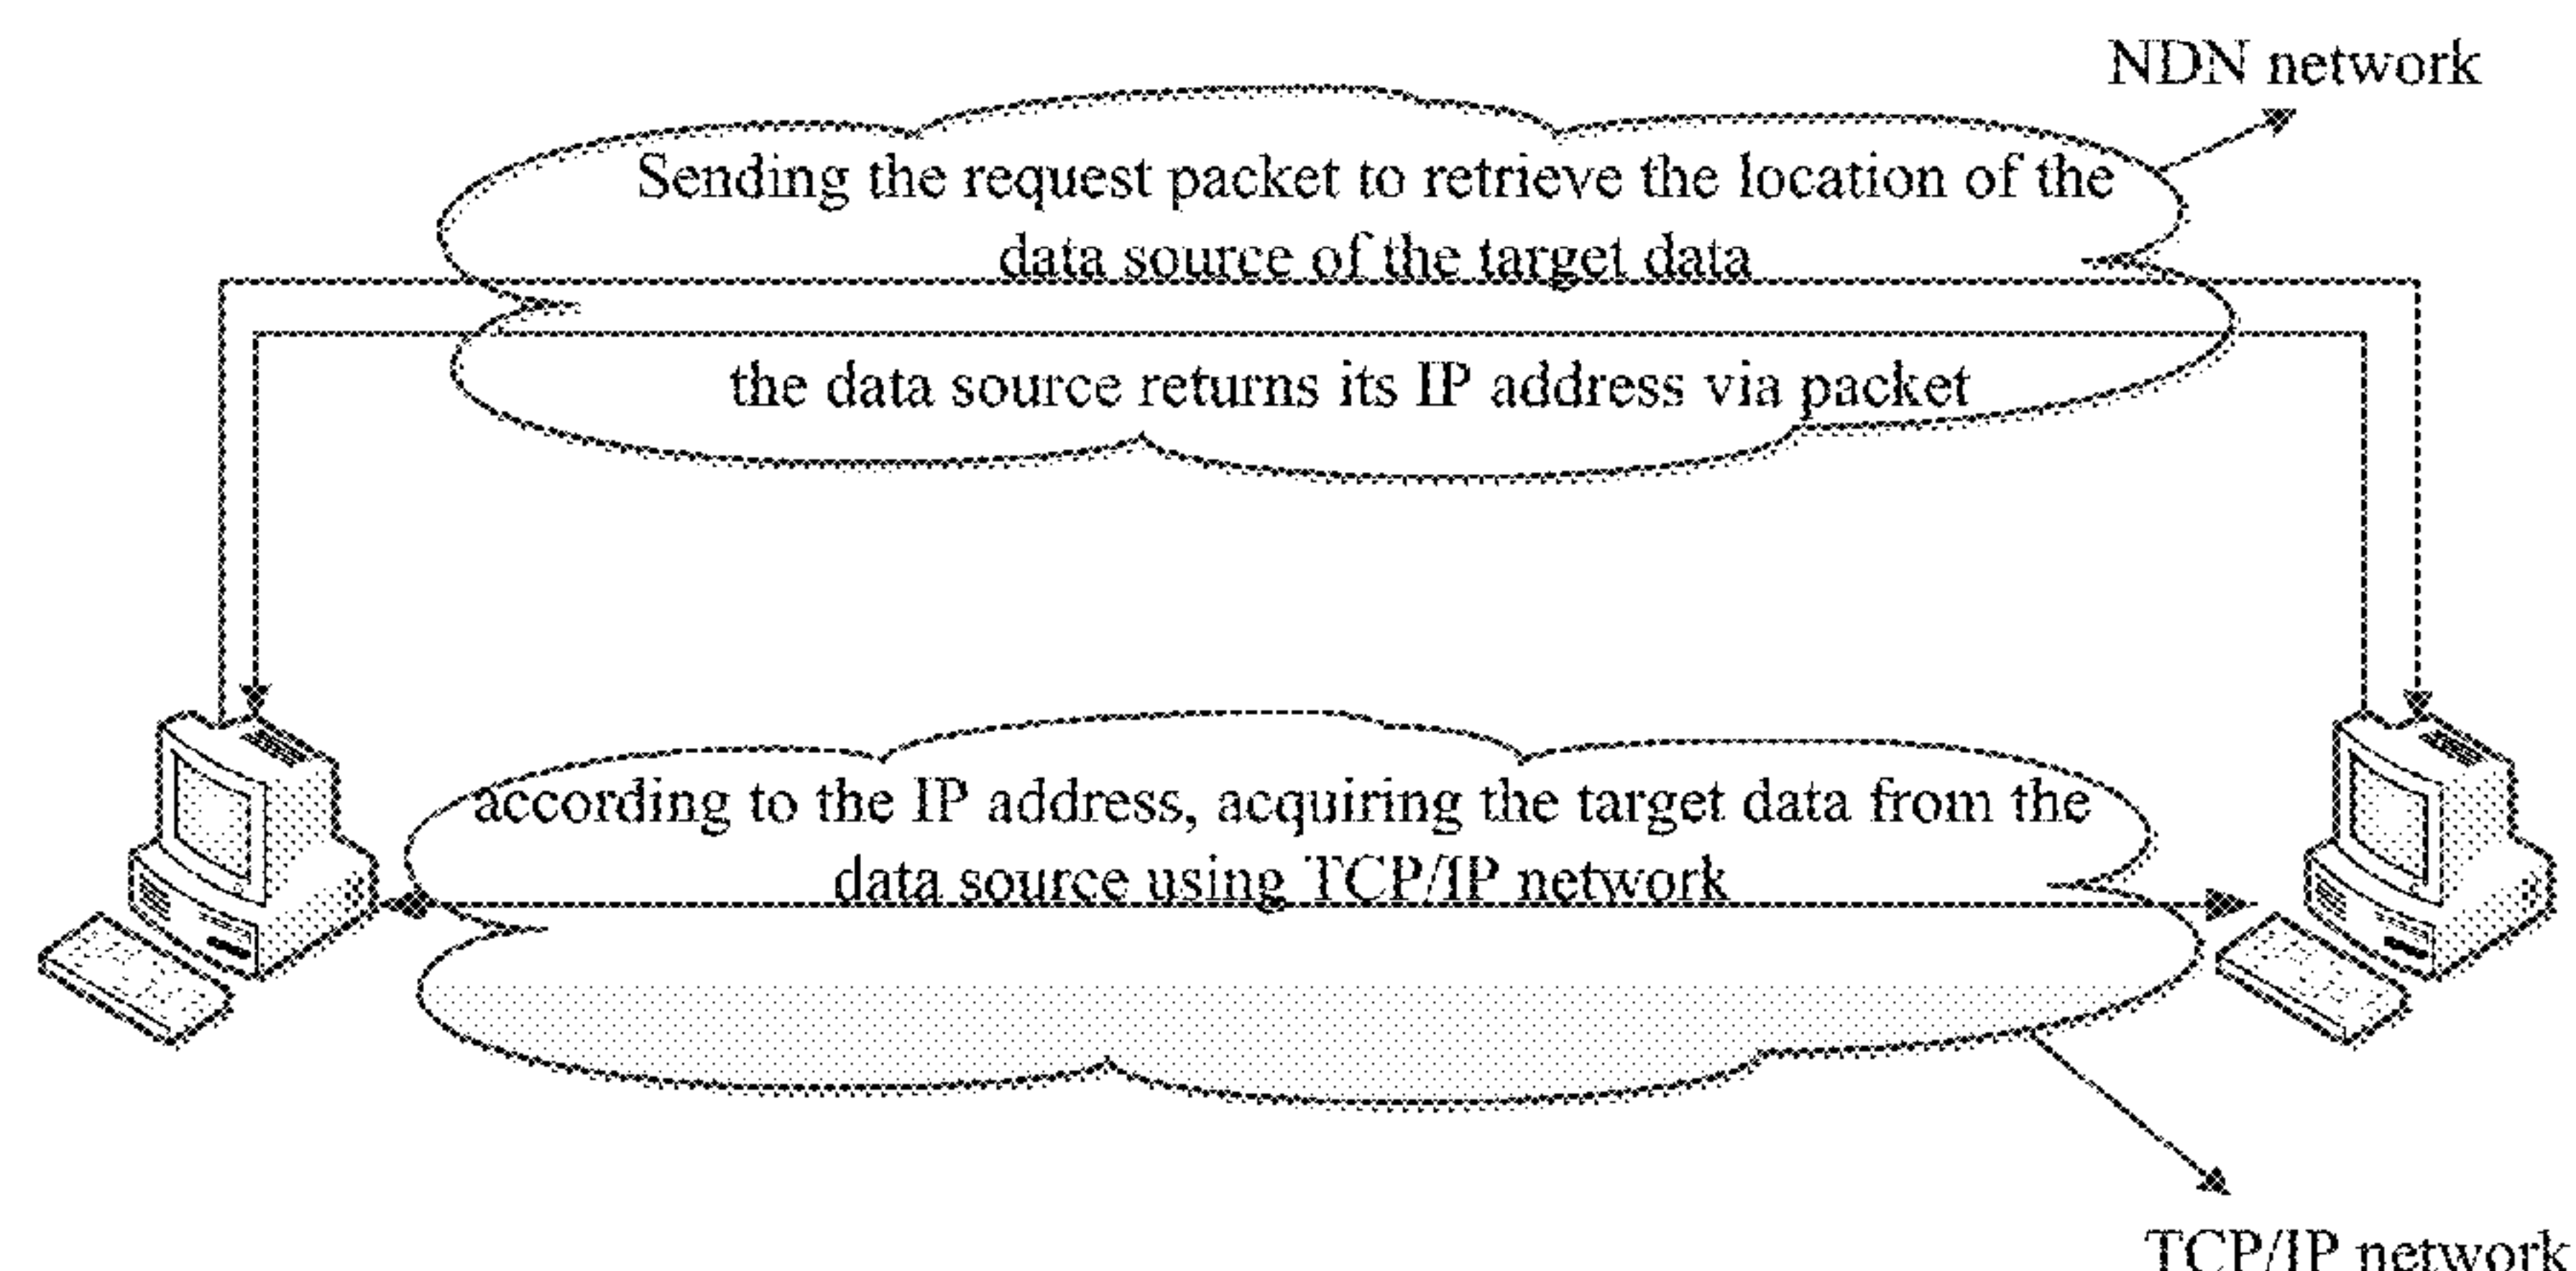 NDN network
Sending the request packet to retrieve the location of the
data source of the target data
the data source returns its IP address via packet
according to the IP address, acquiring the target data from the
data source using TCP/IP network
TCP/IP network